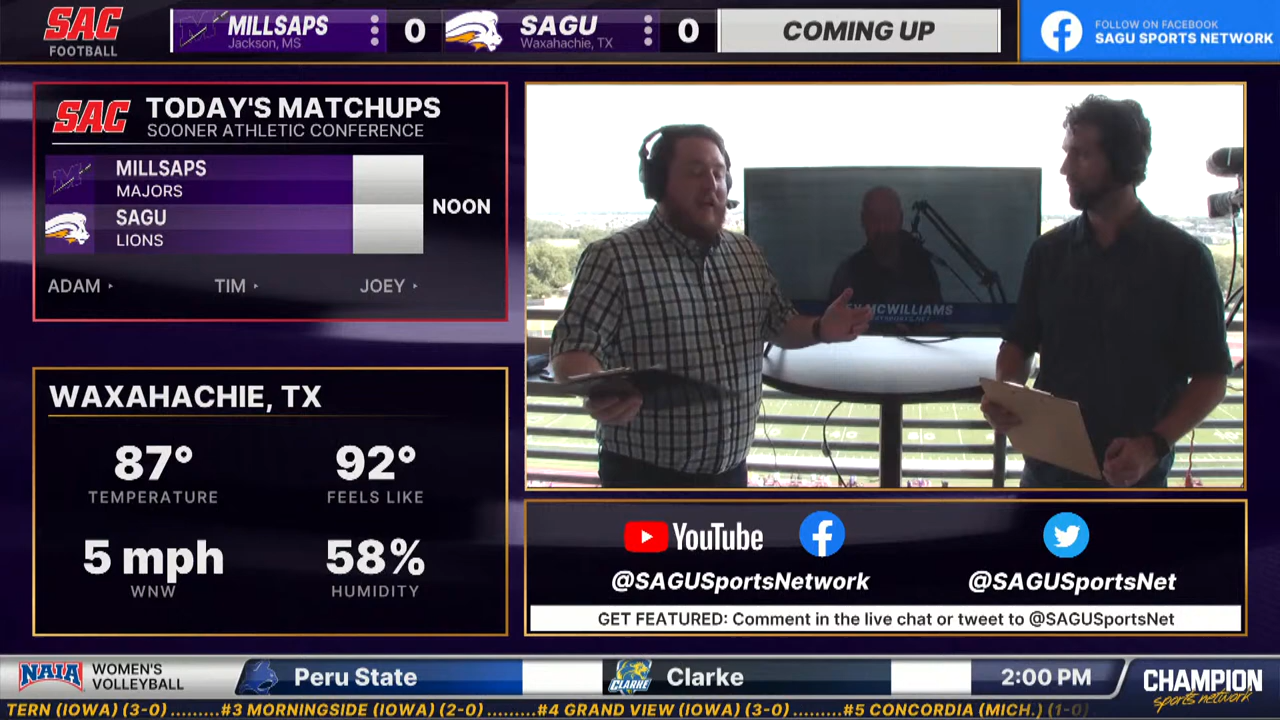 SAC
FOOTBALL
MILLSAPS
Jackson, MS
0
SAGU
Waxahachie, TX
0
COMING UP
FOLLOW ON FACEBOOK
SAGU SPORTS NETWORK
SAC
TODAY'S MATCHUPS
SOONER ATHLETIC CONFERENCE
MILLSAPS
MAJORS
SAGU
LIONS
NOON
ADAM
TIM
JOEY
MCWILLIAMS
WAXAHACHIE, TX
87°
TEMPERATURE
92°
FEELS LIKE
5 mph
WNW
58%
HUMIDITY
YouTube
@SAGUSportsNetwork
@SAGUSportsNet
GET FEATURED: Comment in the live chat or tweet to @SAGUSportsNet
NAIA
WOMEN'S
VOLLEYBALL
Peru State
CLARKE
Clarke
2:00 PM
CHAMPION
sports network
TERN (IOWA) (3-0) .........#3 MORNINGSIDE (IOWA) (2-0) .........#4 GRAND VIEW (IOWA) (3-0) .........#5 CONCORDIA (MICH.) (1-0)